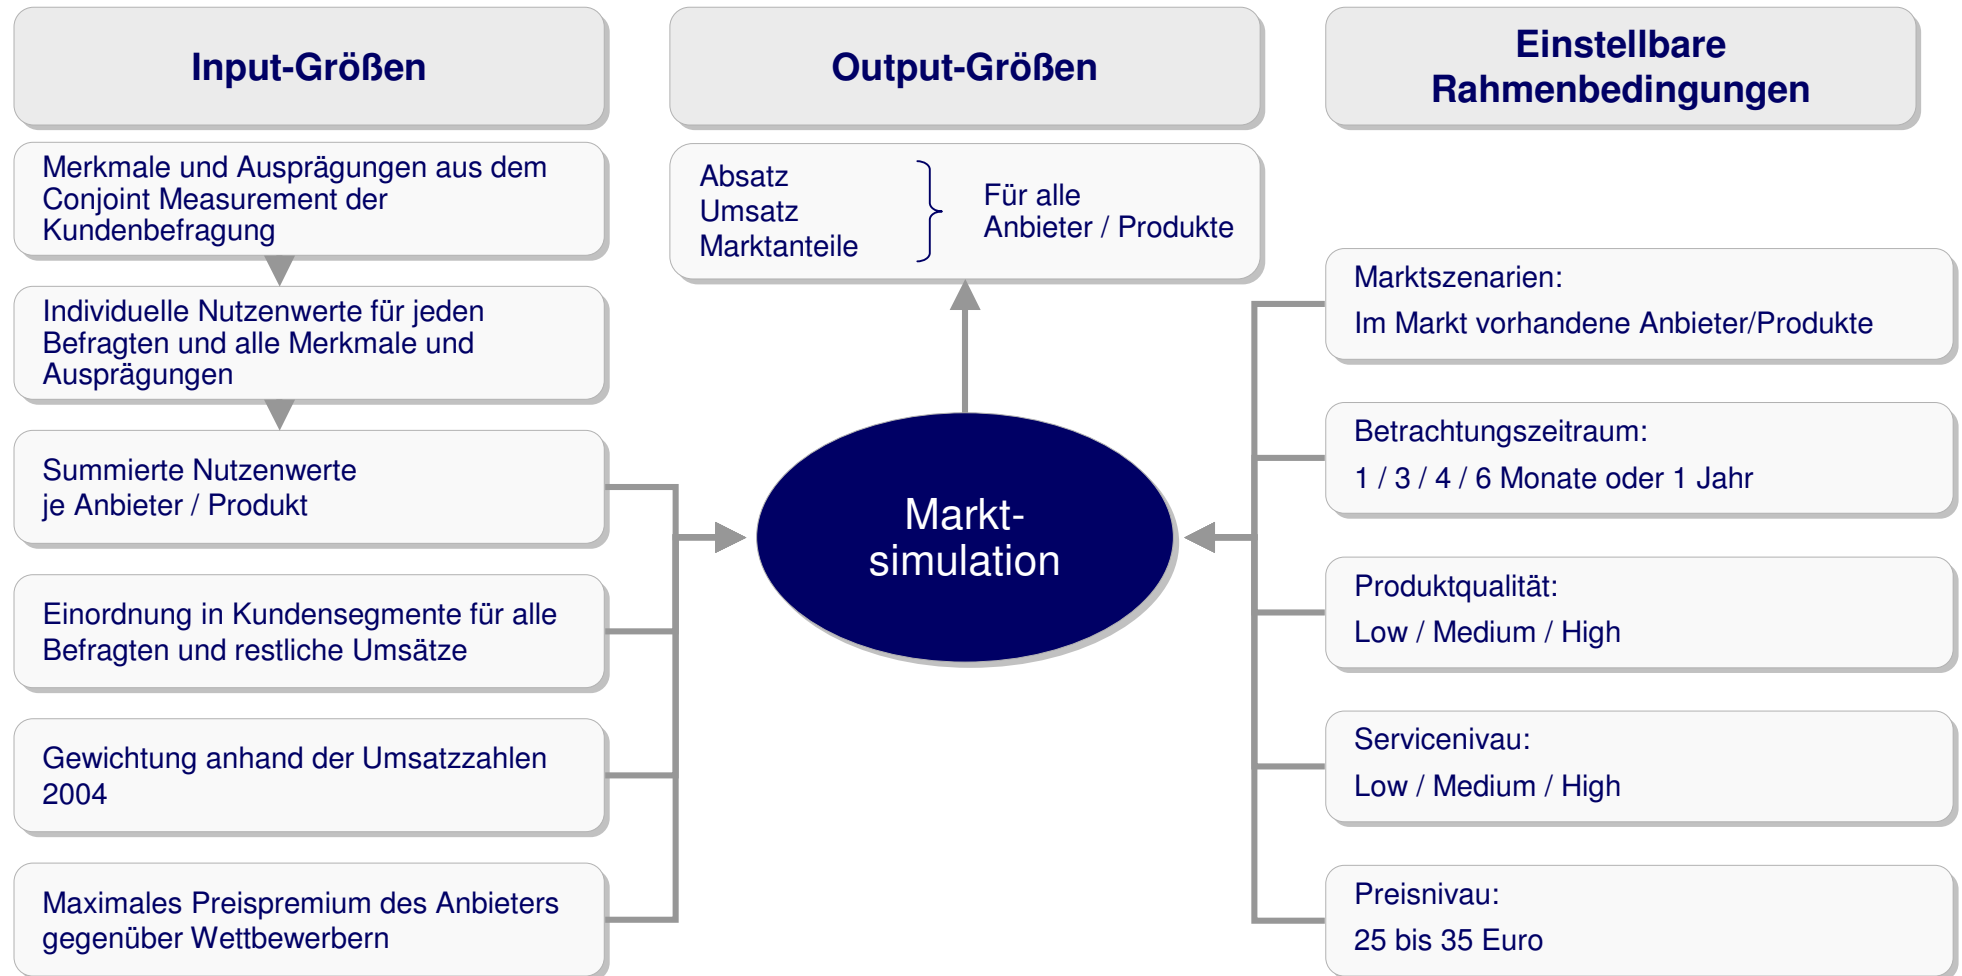 Input-Größen
Merkmale und Ausprägungen aus dem
Conjoint Measurement der
Kundenbefragung
Individuelle Nutzenwerte für jeden
Befragten und alle Merkmale und
Ausprägungen
Summierte Nutzenwerte
je Anbieter / Produkt
Einordnung in Kundensegmente für alle
Befragten und restliche Umsätze
Gewichtung anhand der Umsatzzahlen
2004
Maximales Preispremium des Anbieters
gegenüber Wettbewerbern
Output-Größen
Absatz
Umsatz
Marktanteile
Für alle
Anbieter / Produkte
Markt-
simulation
Einstellbare
Rahmenbedingungen
Marktszenarien:
Im Markt vorhandene Anbieter/Produkte
Betrachtungszeitraum:
1 / 3 / 4 / 6 Monate oder 1 Jahr
Produktqualität:
Low / Medium / High
Servicenivau:
Low / Medium / High
Preisnivau:
25 bis 35 Euro